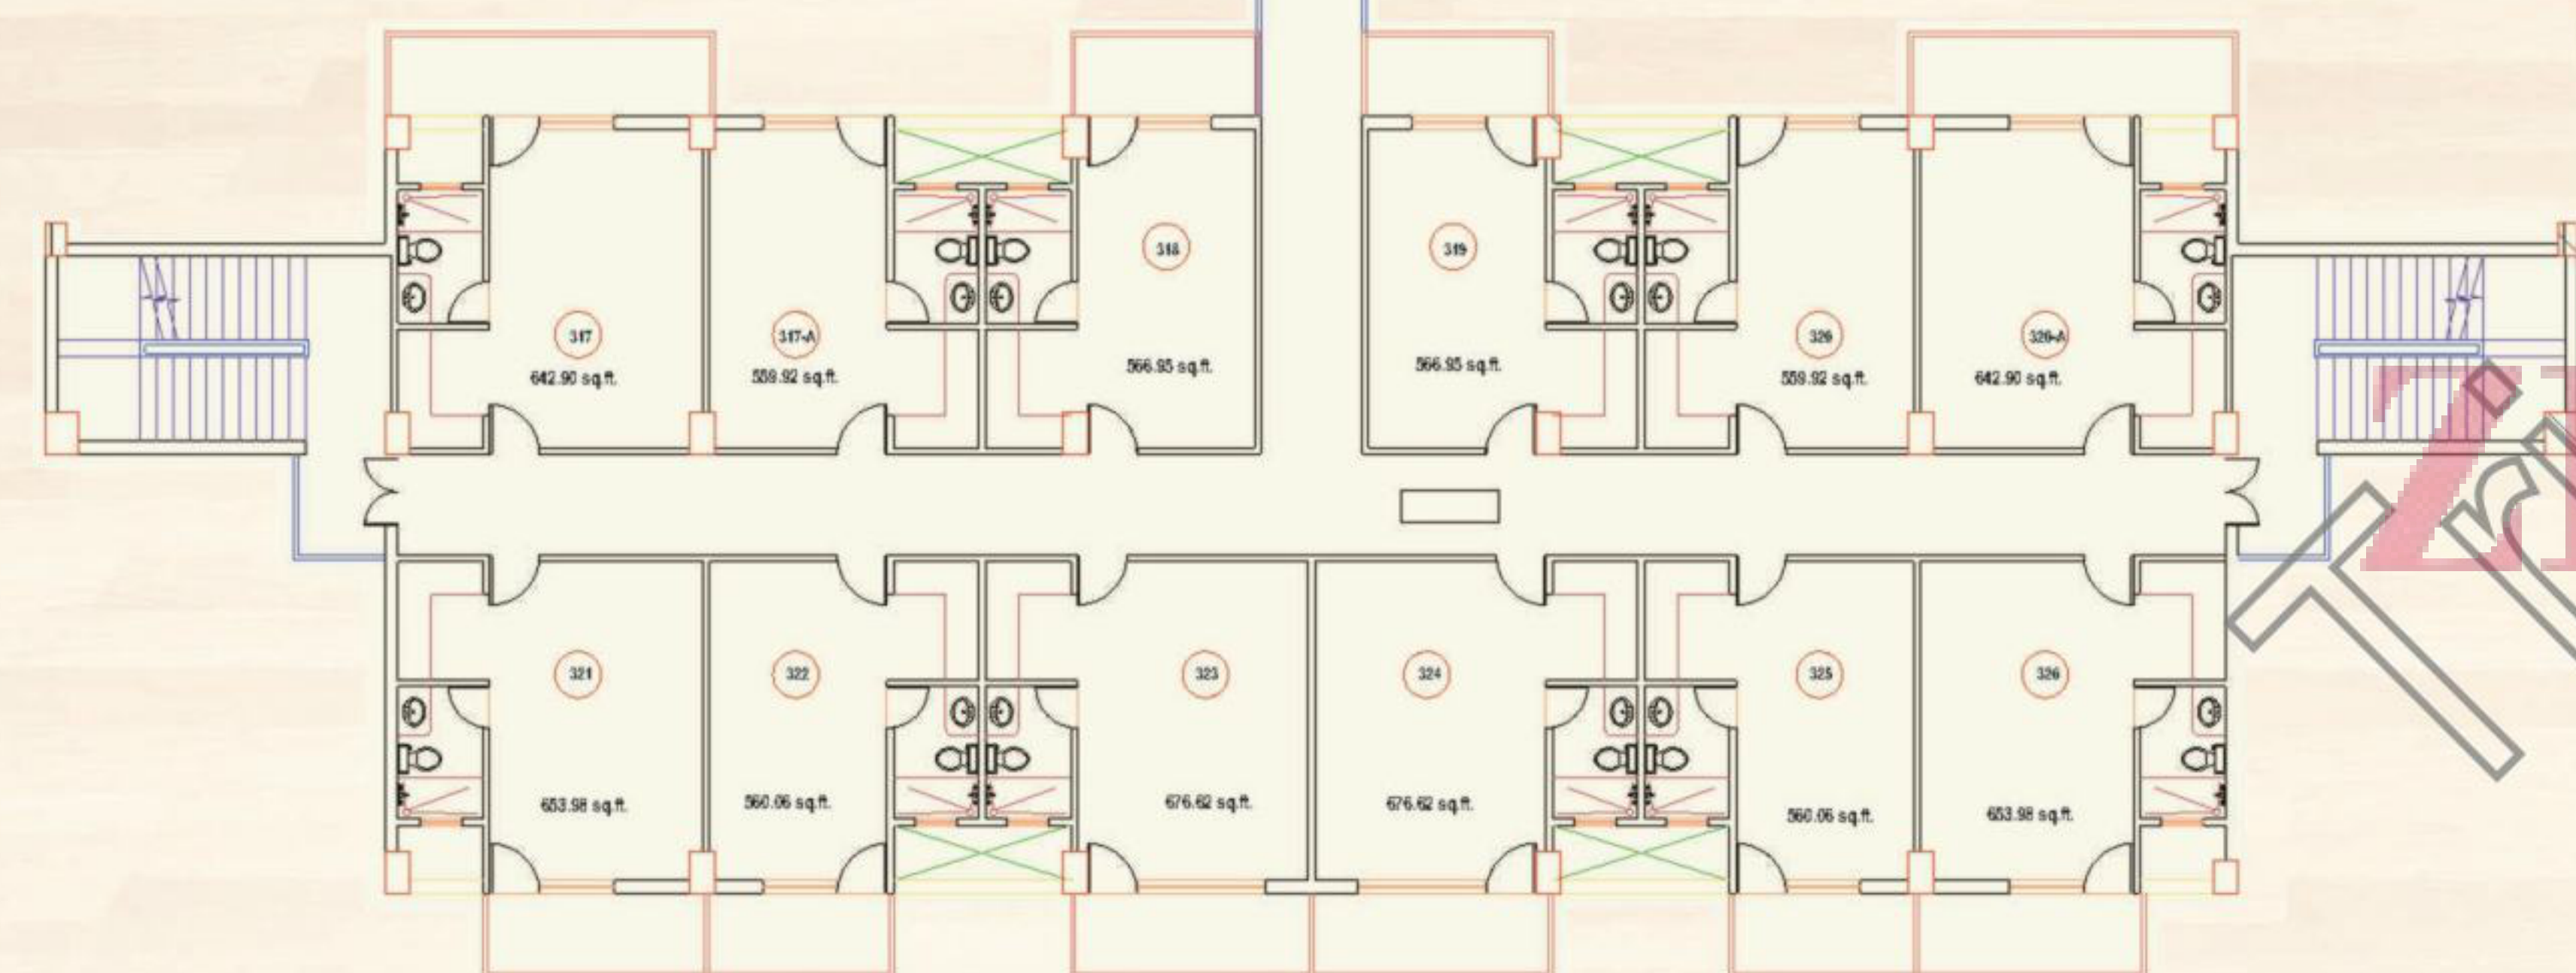 318
319
317
317-A
320
320-A
566.95 sq.ft.
566.95 sq.ft.
642.90 sq.ft.
559.92 sq.ft.
559.92 sq.ft.
642.90 sq.ft.
321
322
323
324
325
326
653.98 sq.ft.
560.06 sq.ft.
676.62 sq.ft.
676.62 sq.ft.
560.06 sq.ft.
653.98 sq.ft.